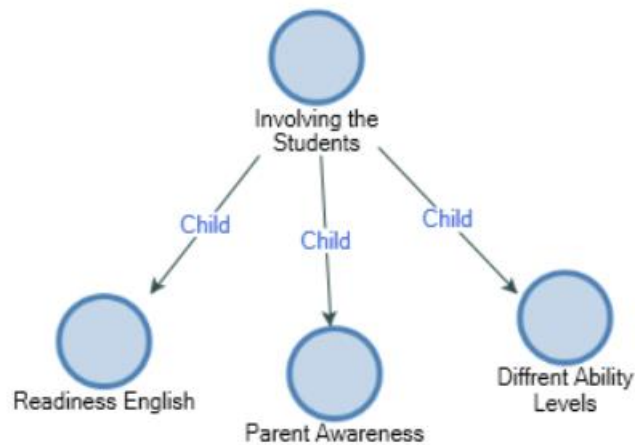 Involving the
Students
Child
Child
Child
Readiness English
Parent Awareness
Diffrent Ability
Levels